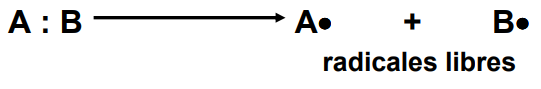 A : B ⟶ A• + B•
radicales libres